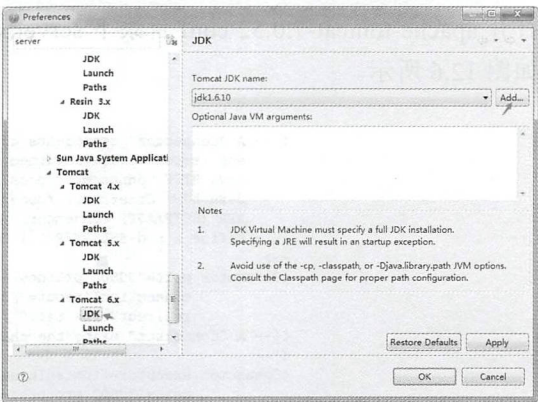 Preferences
server
JDK
Launch
Paths
Resin 3.x
JDK
Launch
Paths
Sun Java System Applicati
Tomcat
Tomcat 4.x
JDK
Launch
Paths
Tomcat 5.x
JDK
Launch
Paths
Tomcat 6.x
JDK
Launch
Paths
JDK
Tomcat JDK name:
jdk1.6.10
Add...
Optional Java VM arguments:
Notes
1. JDK Virtual Machine must specify a full JDK installation.
Specifying a JRE will result in an startup exception.
2. Avoid use of the -cp, -classpath, or -Djava.library.path JVM options.
Consult the Classpath page for proper path configuration.
Restore Defaults
Apply
OK
Cancel